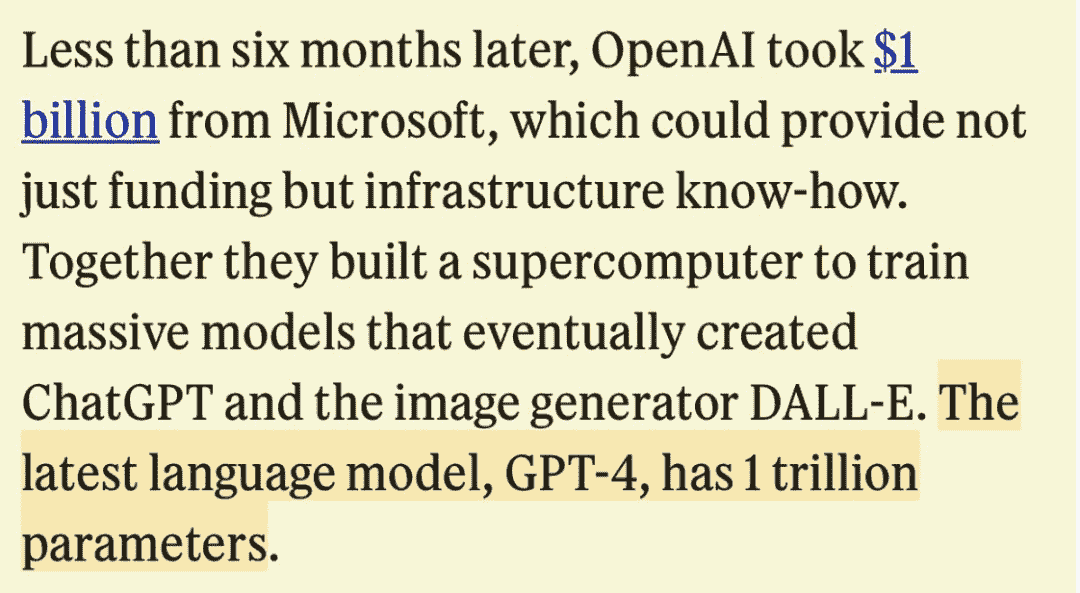 Less than six months later, OpenAI took $1
billion from Microsoft, which could provide not
just funding but infrastructure know-how.
Together they built a supercomputer to train
massive models that eventually created
ChatGPT and the image generator DALL-E. The
latest language model, GPT-4, has 1 trillion
parameters.